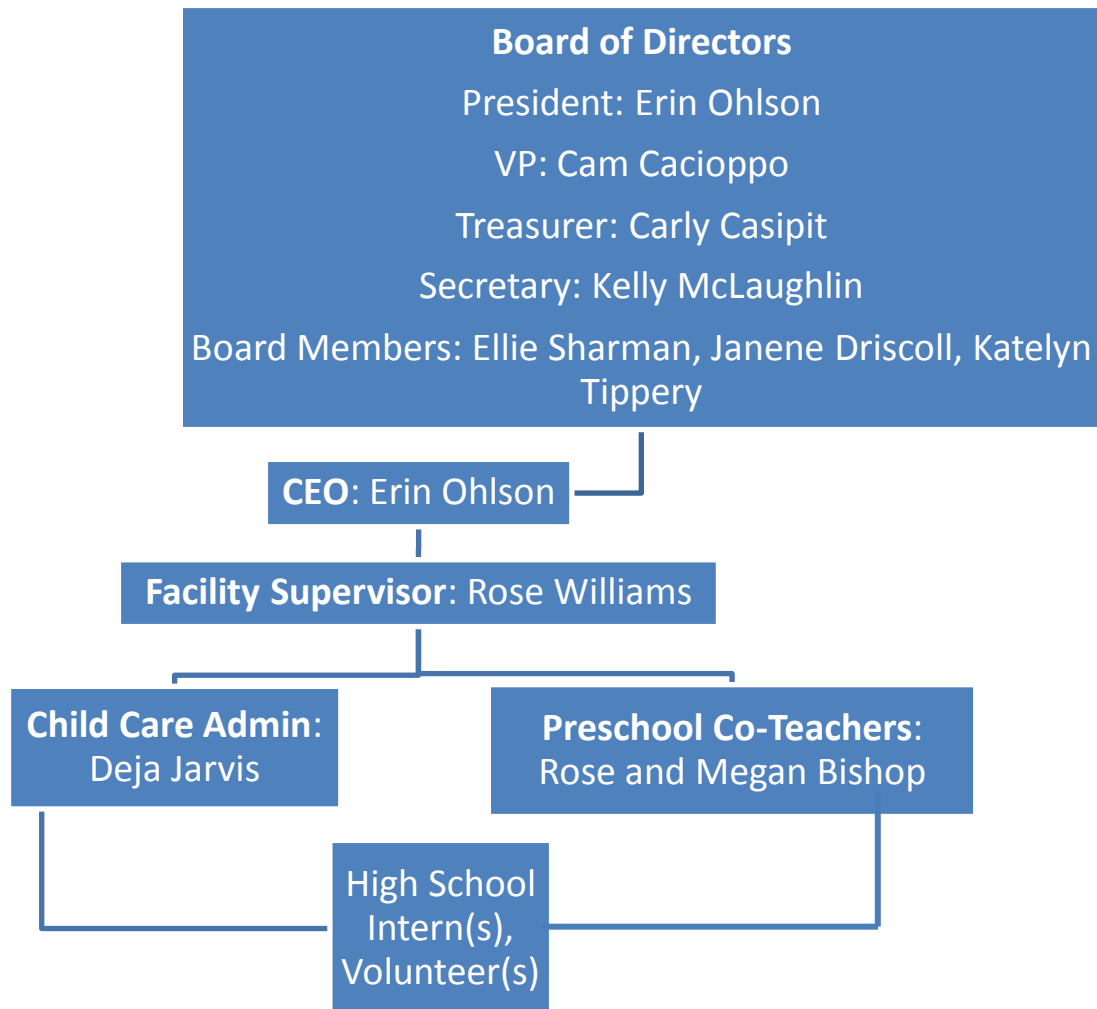 Board of Directors
President: Erin Ohlson
VP: Cam Cacioppo
Treasurer: Carly Casipit
Secretary: Kelly McLaughlin
Board Members: Ellie Sharman, Janene Driscoll, Katelyn
Tippery
CEO: Erin Ohlson
Facility Supervisor: Rose Williams
Child Care Admin:
Deja Jarvis
Preschool Co-Teachers:
Rose and Megan Bishop
High School
Intern(s),
Volunteer(s)